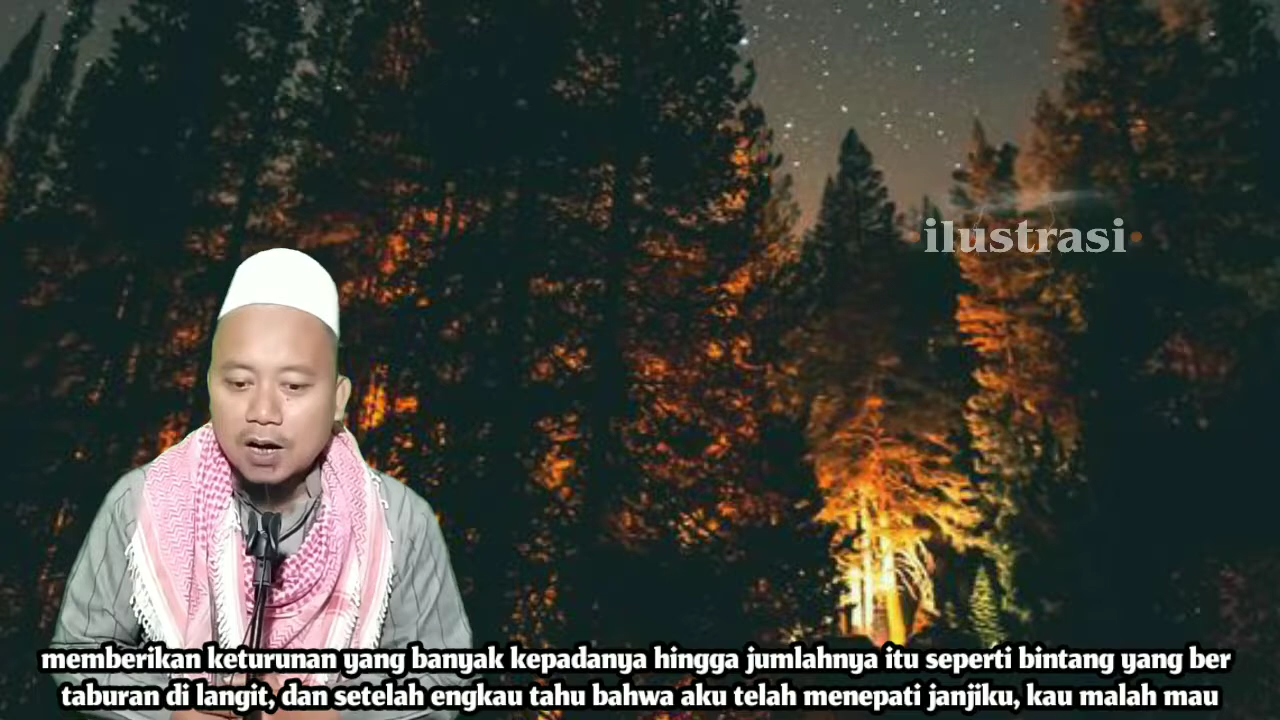 ilustrasi
memberikan keturunan yang banyak kepadanya hingga jumlahnya itu seperti bintang yang ber
taburan di langit, dan setelah engkau tahu bahwa aku telah menepati janjiku, kau malah mau